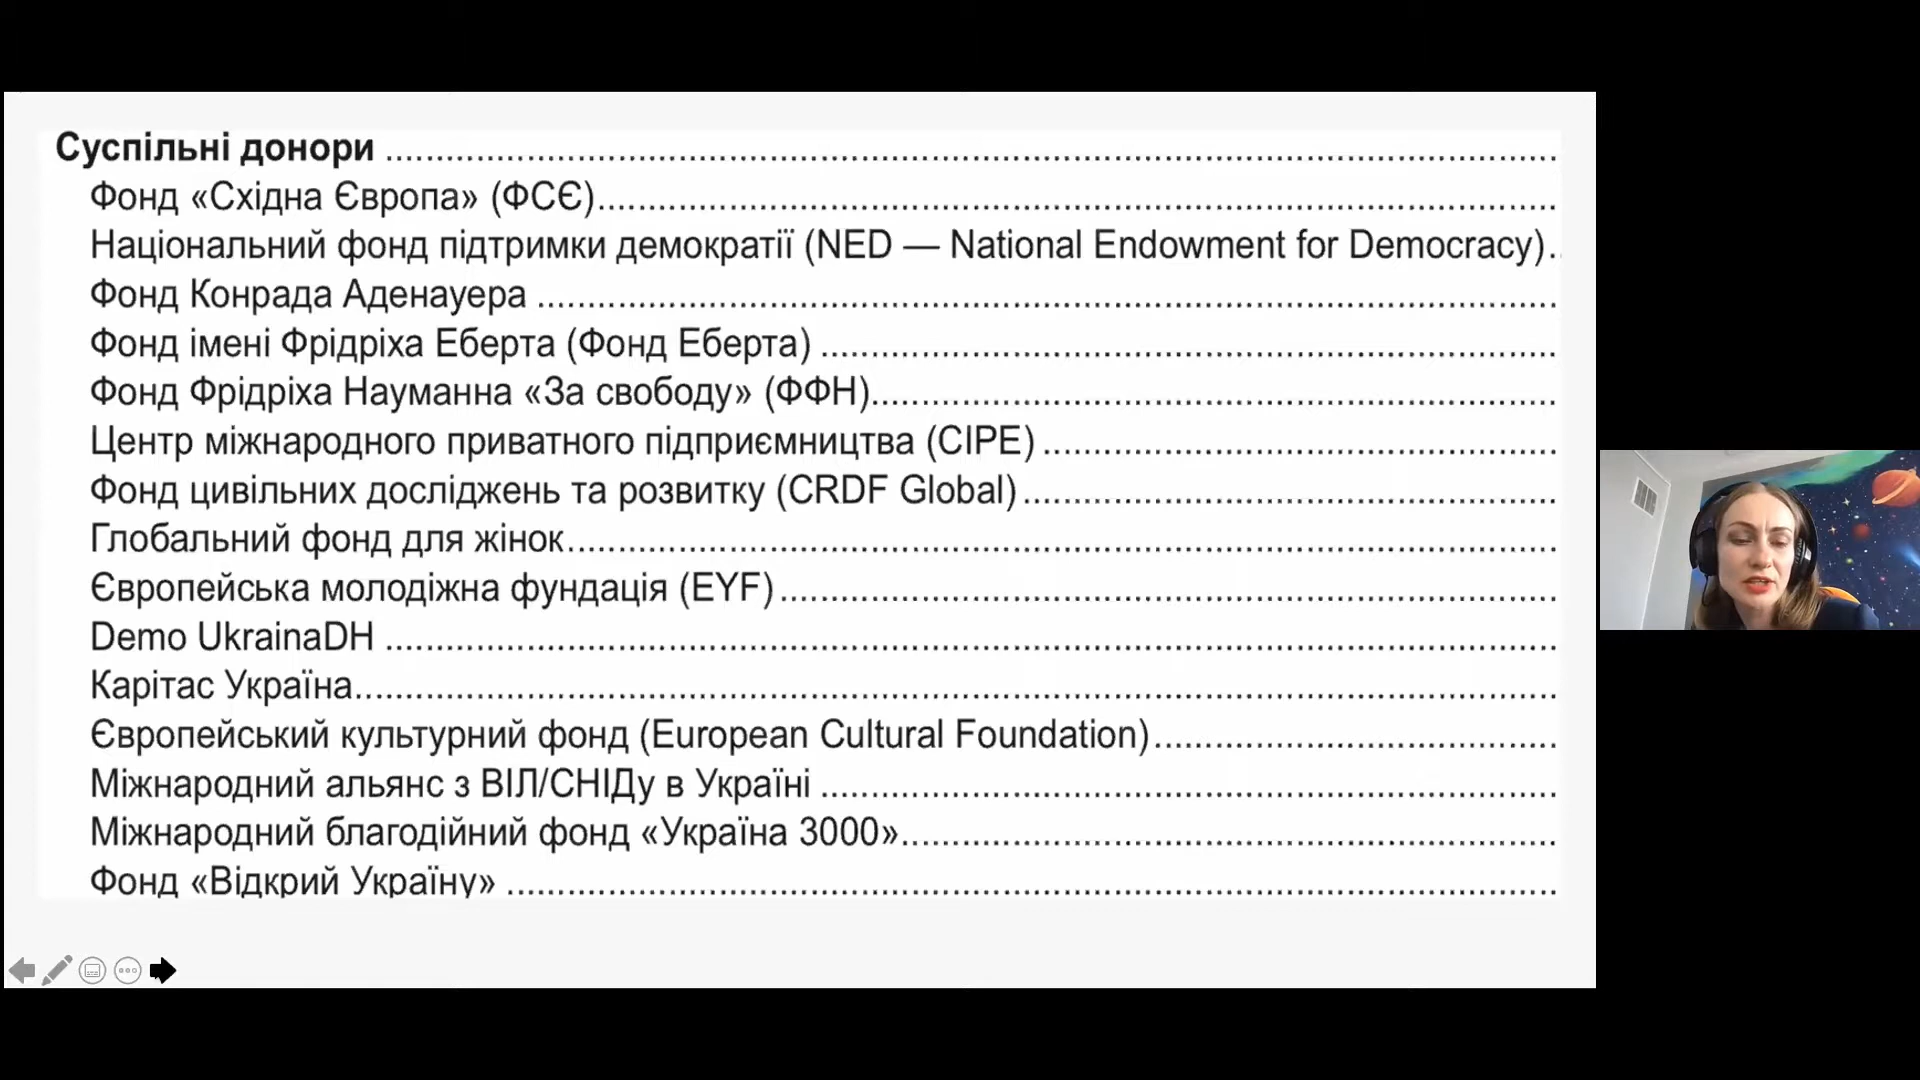 Суспільні донори ................................................................
Фонд «Східна Європа» (ФСЄ)................................................................
Національний фонд підтримки демократії (NED — National Endowment for Democracy)..
Фонд Конрада Аденауера ................................................................
Фонд імені Фрідріха Еберта (Фонд Еберта) ................................................................
Фонд Фрідріха Науманна «За свободу» (ФФН)................................................................
Центр міжнародного приватного підприємництва (CIPE) ................................................................
Фонд цивільних досліджень та розвитку (CRDF Global) ................................................................
Глобальний фонд для жінок................................................................
Європейська молодіжна фундація (EYF) ................................................................
Demo UkrainaDH ................................................................
Карітас Україна................................................................
Європейський культурний фонд (European Cultural Foundation) ................................................................
Міжнародний альянс з ВІЛ/СНІДу в Україні ................................................................
Міжнародний благодійний фонд «Україна 3000»................................................................
Фонд «Відкрий Україну» ................................................................